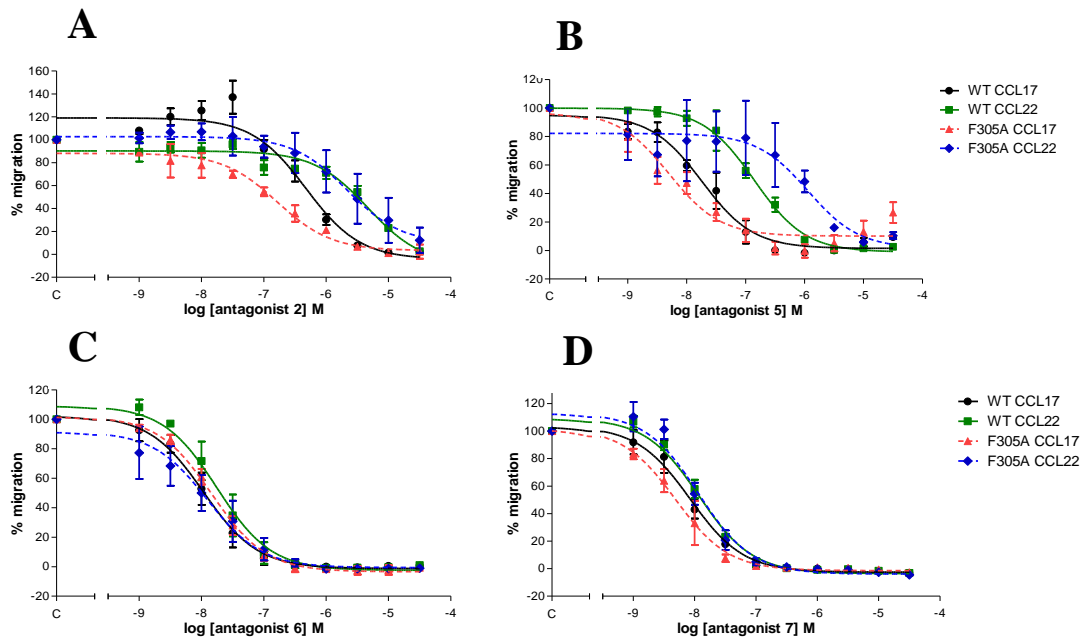 A
160
140
120
100
80
60
40
20
0
-20
% migration
C -9 -8 -7 -6 -5 -4
log [antagonist 2] M
B
100
80
60
40
20
0
-20
% migration
C -9 -8 -7 -6 -5 -4
log [antagonist 5] M
WT CCL17
WT CCL22
F305A CCL17
F305A CCL22
C
120
100
80
60
40
20
0
-20
% migration
C -9 -8 -7 -6 -5 -4
log [antagonist 6] M
D
120
100
80
60
40
20
0
-20
% migration
C -9 -8 -7 -6 -5 -4
log [antagonist 7] M
WT CCL17
WT CCL22
F305A CCL17
F305A CCL22